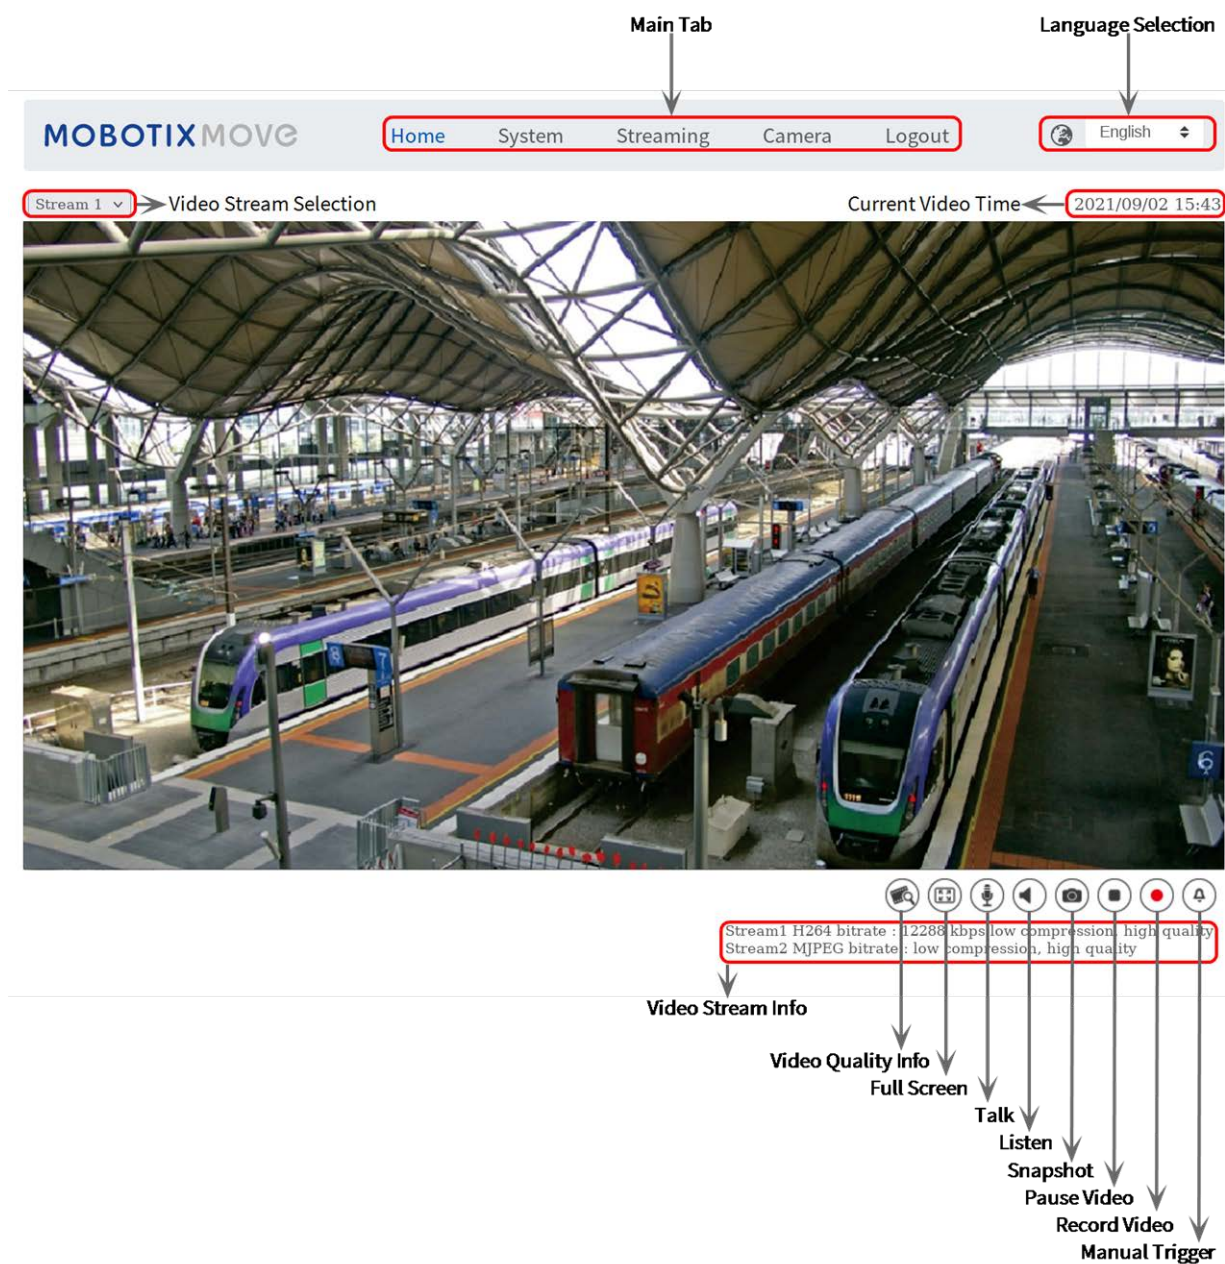 Main Tab
Language Selection
MOBOTIX MOVE
Home System Streaming Camera Logout
English
Stream 1
Video Stream Selection
Current Video Time
2021/09/02 15:43
8
7
6
Stream1 H264 bitrate : 12288 kbps low compression, high quality
Stream2 MJPEG bitrate : low compression, high quality
Video Stream Info
Video Quality Info
Full Screen
Talk
Listen
Snapshot
Pause Video
Record Video
Manual Trigger